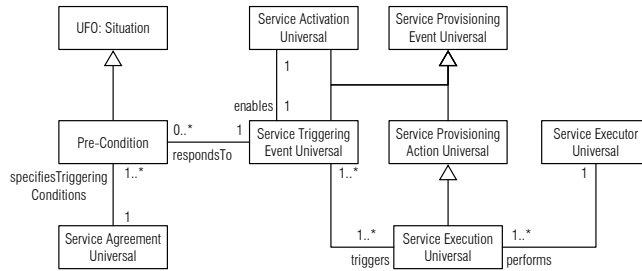 UFO: Situation
Service Activation
Universal
Service Provisioning
Event Universal
1
enables
1
Pre-Condition
0..*
1
respondsTo
Service Triggering
Event Universal
Service Provisioning
Action Universal
Service Executor
Universal
specifiesTriggering
Conditions
1..*
1..*
1
1
Service Agreement
Universal
1..*
triggers
Service Execution
Universal
1..*
performs